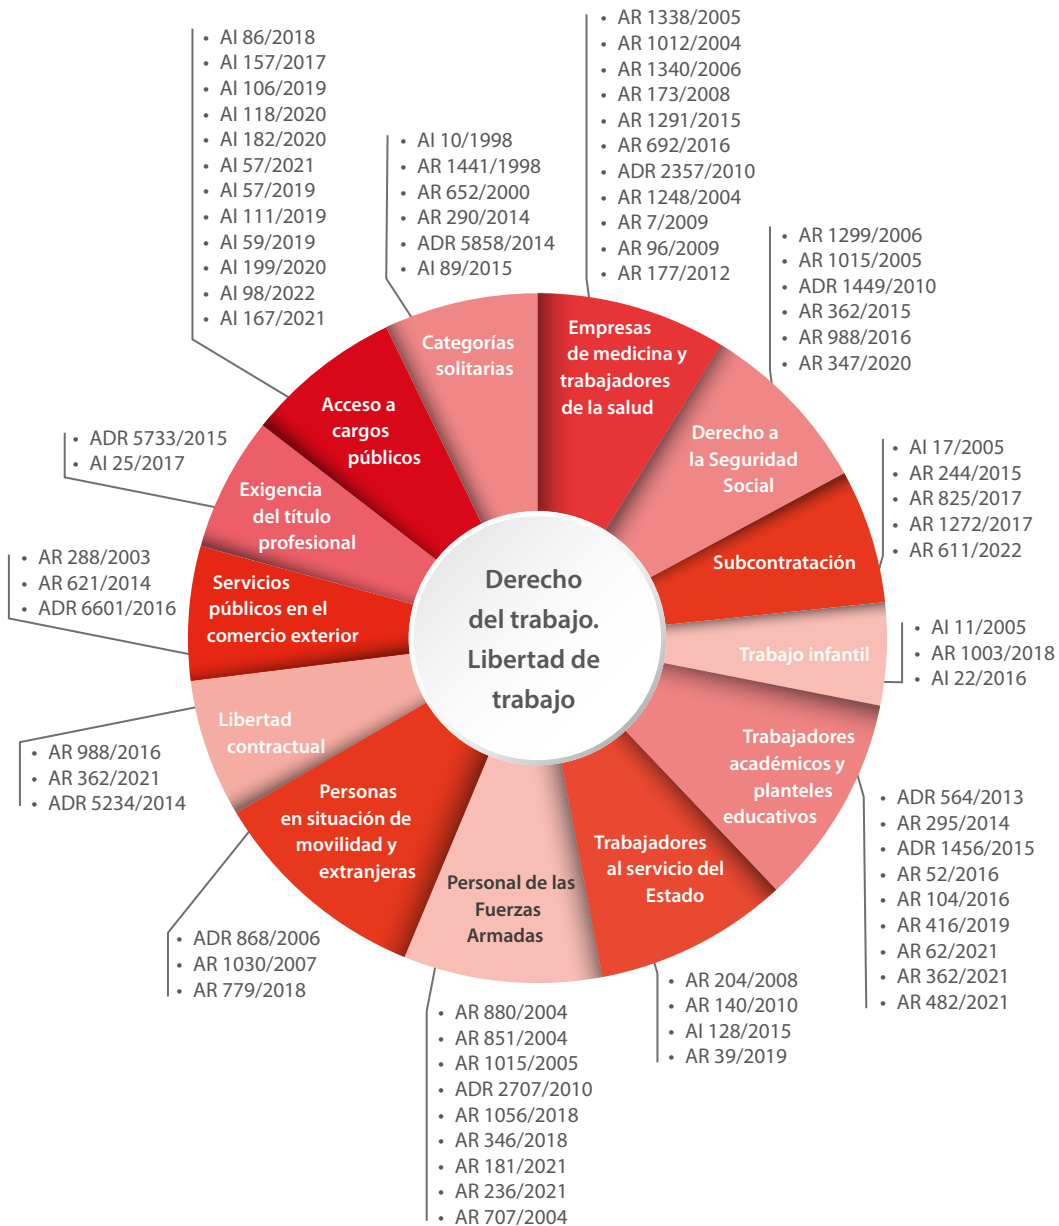 Derecho
del trabajo.
Libertad de
trabajo
Empresas
de medicina y
trabajadores
de la salud
• AR 1338/2005
• AR 1012/2004
• AR 1340/2006
• AR 173/2008
• AR 1291/2015
• AR 692/2016
• ADR 2357/2010
• AR 1248/2004
• AR 7/2009
• AR 96/2009
• AR 177/2012
Derecho a
la Seguridad
Social
• AR 1299/2006
• AR 1015/2005
• ADR 1449/2010
• AR 362/2015
• AR 988/2016
• AR 347/2020
Subcontratación
• AI 17/2005
• AR 244/2015
• AR 825/2017
• AR 1272/2017
• AR 611/2022
Trabajo infantil
• AI 11/2005
• AR 1003/2018
• AI 22/2016
Trabajadores
académicos y
planteles
educativos
• ADR 564/2013
• AR 295/2014
• ADR 1456/2015
• AR 52/2016
• AR 104/2016
• AR 416/2019
• AR 62/2021
• AR 362/2021
• AR 482/2021
Trabajadores
al servicio del
Estado
• AR 204/2008
• AR 140/2010
• AI 128/2015
• AR 39/2019
Personal de las
Fuerzas
Armadas
• AR 880/2004
• AR 851/2004
• AR 1015/2005
• ADR 2707/2010
• AR 1056/2018
• AR 346/2018
• AR 181/2021
• AR 236/2021
• AR 707/2004
Personas
en situación de
movilidad y
extranjeras
• ADR 868/2006
• AR 1030/2007
• AR 779/2018
Libertad
contractual
• AR 988/2016
• AR 362/2021
• ADR 5234/2014
Servicios
públicos en el
comercio exterior
• AR 288/2003
• AR 621/2014
• ADR 6601/2016
Exigencia
del título
profesional
• ADR 5733/2015
• AI 25/2017
Acceso a
cargos
públicos
• AI 86/2018
• AI 157/2017
• AI 106/2019
• AI 118/2020
• AI 182/2020
• AI 57/2021
• AI 57/2019
• AI 111/2019
• AI 59/2019
• AI 199/2020
• AI 98/2022
• AI 167/2021
Categorías
solitarias
• AI 10/1998
• AR 1441/1998
• AR 652/2000
• AR 290/2014
• ADR 5858/2014
• AI 89/2015